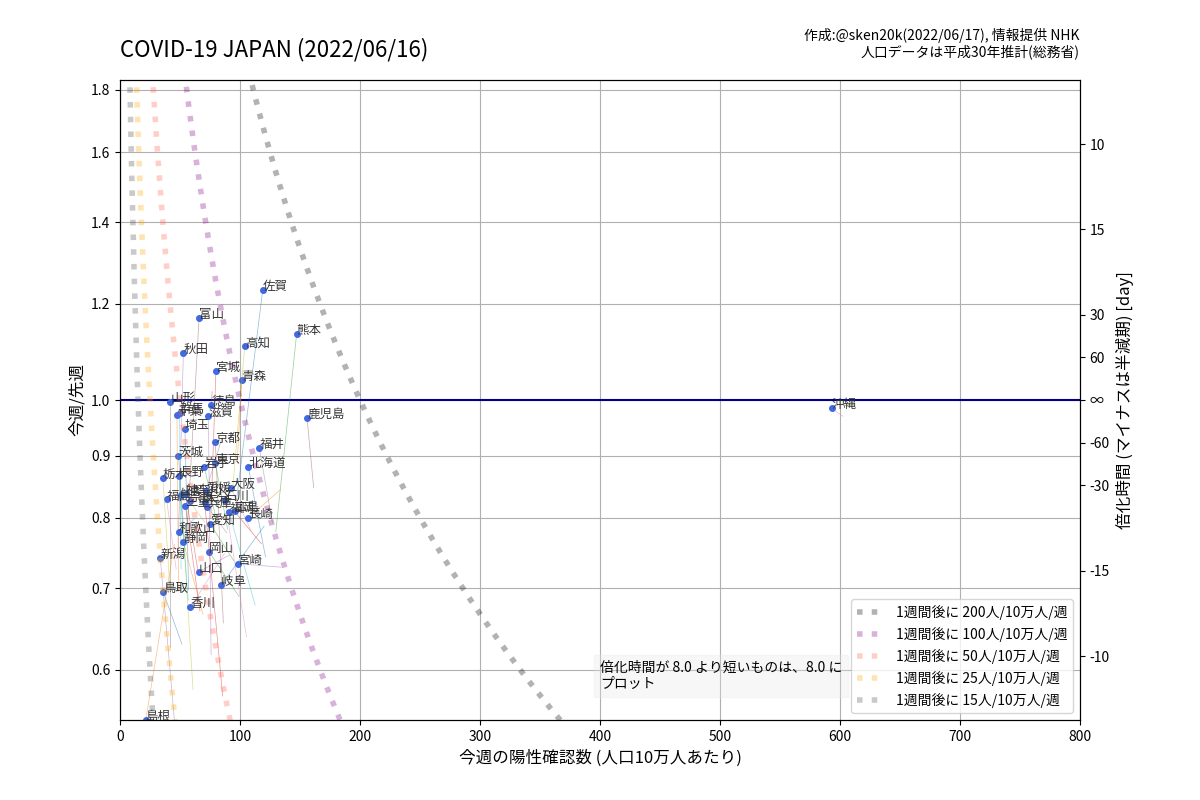 COVID-19 JAPAN (2022/06/16)
作成:@sken20k(2022/06/17), 情報提供 NHK
人口データは平成30年推計(総務省)
1.8
1.6
1.4
1.2
1.0
0.9
0.8
0.7
0.6
今週/先週
10
15
30
60
∞
-60
-30
-15
-10
倍化時間 (マイナスは半減期) [day]
佐賀
富山
熊本
高知
秋田
宮城
青森
山形
徳島
滋賀
沖縄
鹿児島
埼玉
京都
福井
茨城
東京
北海道
栃木
長野
大阪
福島
石川
長崎
愛知
和歌山
静岡
岡山
新潟
宮崎
山口
岐阜
鳥取
香川
島根
1週間後に 200人/10万人/週
1週間後に 100人/10万人/週
1週間後に 50人/10万人/週
1週間後に 25人/10万人/週
1週間後に 15人/10万人/週
倍化時間が 8.0 より短いものは、8.0 に
プロット
0 100 200 300 400 500 600 700 800
今週の陽性確認数 (人口10万人あたり)